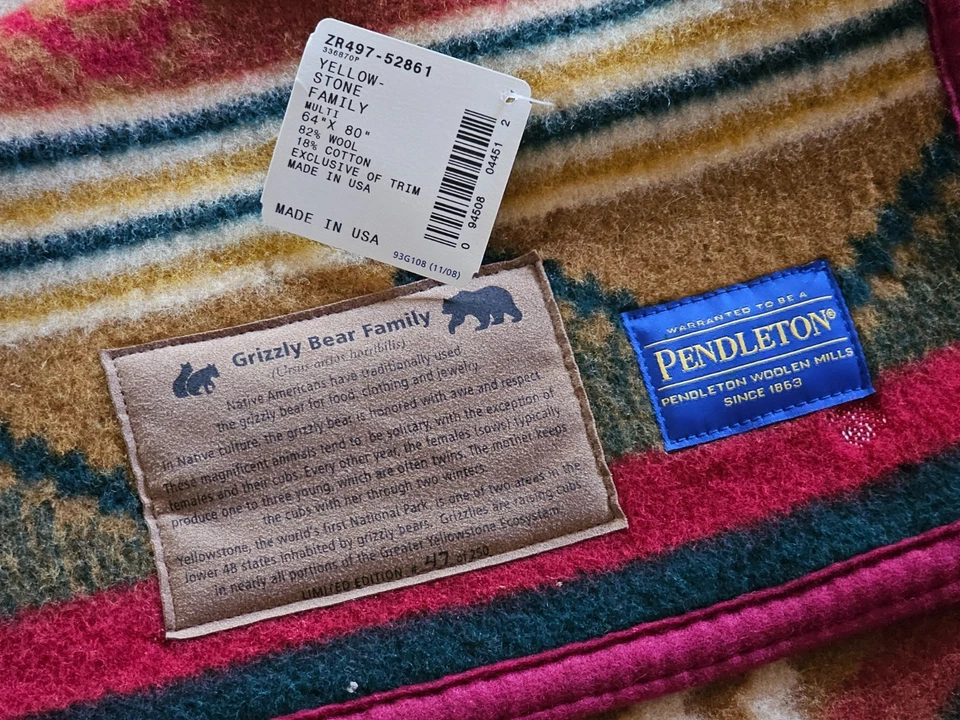 ZR497-52861
336870P
YELLOW-
STONE
FAMILY
MULTI
64"X 80"
82% WOOL
18% COTTON
EXCLUSIVE OF TRIM
MADE IN USA
MADE IN USA
93G108 (11/08)
0 94508 04451 2
Grizzly Bear Family
(Ursus arctos horribilis)
Native Americans have traditionally used
the grizzly bear for food, clothing and jewelry.
In Native culture, the grizzly bear, is honored with awe and respect.
These magnificent animals tend to be solitary, with the exception of
females and their cubs. Every other year, the females (sows) typically
produce one to three young, which are often twins. The mother keeps
the cubs with her through two winters.
Yellowstone, the world's first National Park, is one of two areas in the
lower 48 states inhabited by grizzly bears. Grizzlies are raising cubs
in nearly all portions of the Greater Yellowstone Ecosystem.
LIMITED EDITION # 47 of 250
WARRANTED TO BE A
PENDLETON®
PENDLETON WOOLEN MILLS
SINCE 1863